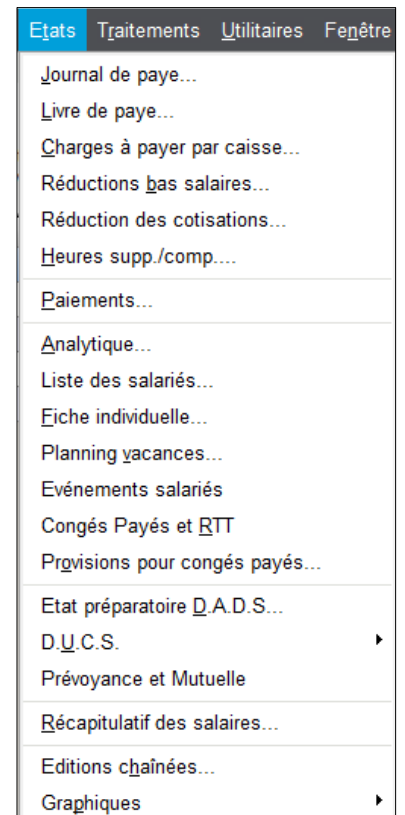 Etats Traitements Utilitaires Fenêtre
Journal de paye...
Livre de paye...
Charges à payer par caisse...
Réductions bas salaires...
Réduction des cotisations...
Heures supp./comp....
Paiements...
Analytique...
Liste des salariés...
Fiche individuelle...
Planning vacances...
Evénements salariés
Congés Payés et RTT
Provisions pour congés payés...
Etat préparatoire D.A.D.S...
D.U.C.S.
Prévoyance et Mutuelle
Récapitulatif des salaires...
Editions chaînées...
Graphiques